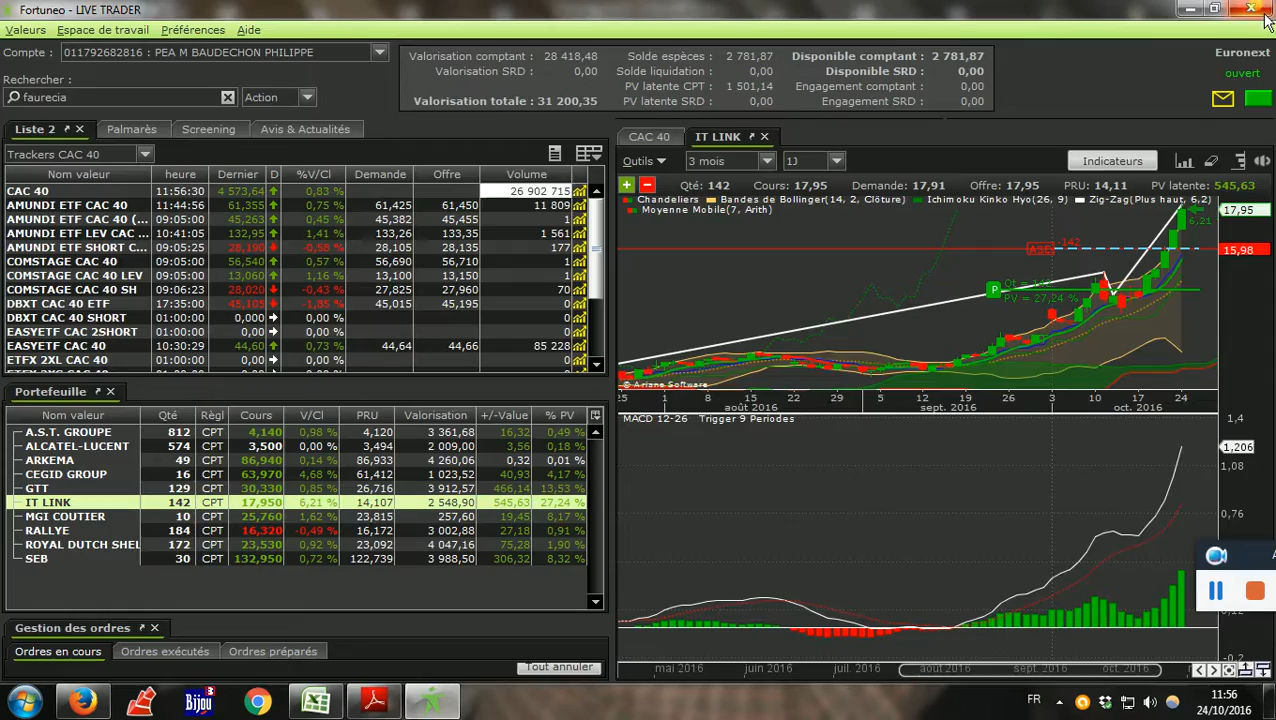 Fortuneo - LIVE TRADER
Valeurs Espace de travail Préférences Aide
Compte : 011792682816 : PEA M BAUDECHON PHILIPPE
Rechercher :
faurecia Action
Valorisation comptant : 28 418,48 Solde espèces : 2 781,87 Disponible comptant : 2 781,87
Valorisation SRD : 0,00 Solde liquidation : 0,00 Disponible SRD : 0,00
PV latente CPT : 1 501,14 Engagement comptant : 0,00
Valorisation totale : 31 200,35 PV latente SRD : 0,00 Engagement SRD : 0,00
Euronext
ouvert
Liste 2 Palmarès Screening Avis & Actualités
Trackers CAC 40
Nom valeur heure Dernier D %V/Cl Demande Offre Volume
CAC 40 11:56:30 4 573,64 0,83 % 26 902 715
AMUNDI ETF CAC 40 11:44:56 61,355 0,75 % 61,425 61,450 11 809
AMUNDI ETF CAC 40 (... 09:05:00 45,263 0,45 % 45,382 45,455 1
AMUNDI ETF LEV CAC ... 10:41:05 132,95 1,41 % 133,26 133,35 1 561
AMUNDI ETF SHORT C... 09:05:25 28,190 -0,58 % 28,105 28,135 177
COMSTAGE CAC 40 09:05:00 54,240 0,51 % 56,690 56,710 1
COMSTAGE CAC 40 LEV 09:05:00 13,060 1,16 % 13,100 13,150 1
COMSTAGE CAC 40 SH 09:05:00 28,020 -0,43 % 27,825 27,960 70
DBXT CAC 40 ETF 17:35:00 45,105 -1,85 % 45,015 45,195 0
DBXT CAC 40 SHORT 01:00:00 0,000 0,00 % 0
EASYETF CAC 2SHORT 01:00:00 0,000 0,00 % 0
EASYETF CAC 40 10:30:29 44,60 0,73 % 44,64 44,66 85 228
ETFX 2XL CAC 40 01:00:00 0,000 0,00 % 0
Portefeuille
Nom valeur Qté Règl Cours V/Cl PRU Valorisation +/-Value % PV
A.S.T. GROUPE 812 CPT 4,140 0,98 % 4,120 3 361,68 16,32 0,49 %
ALCATEL-LUCENT 574 CPT 3,500 0,00 % 3,494 2 009,00 3,56 0,18 %
ARKEMA 49 CPT 86,940 0,14 % 86,933 4 260,06 0,32 0,01 %
CEGID GROUP 16 CPT 63,970 4,68 % 61,412 1 023,52 40,93 4,17 %
GTT 129 CPT 30,330 0,85 % 26,716 3 912,57 466,14 13,53 %
IT LINK 142 CPT 17,950 6,21 % 14,107 2 548,90 545,63 27,24 %
MGI COUTIER 10 CPT 25,760 1,62 % 23,815 257,60 19,45 8,17 %
RALLYE 184 CPT 16,320 -0,49 % 16,172 3 002,88 27,18 0,91 %
ROYAL DUTCH SHEL 172 CPT 23,530 0,92 % 23,092 4 047,16 75,28 1,90 %
SEB 30 CPT 132,950 0,72 % 122,739 3 988,50 306,32 8,32 %
Gestion des ordres
Ordres en cours Ordres exécutés Ordres préparés
Tout annuler
CAC 40 IT LINK
Outils 3 mois 1J Indicateurs
Qté: 142 Cours: 17,95 Demande: 17,91 Offre: 17,95 PRU: 14,11 PV latente: 545,63
Chandeliers Bandes de Bollinger(14, 2, Clôture) Ichimoku Kinko Hyo(26, 9) Zig-Zag(Plus haut, 6,2)
Moyenne Mobile(7, Arith)
17,95
6,21
ASE -142
15,98
P Qt = 142
PV = 27,24 %
© Ariane Software
25 1 8 15 22 29 5 12 19 26 3 10 17 24
août 2016 sept. 2016 oct. 2016
MACD 12-26 Trigger 9 Periodes
1,4
1,206
1,08
0,76
-0,2
mai 2016 juin 2016 juil. 2016 août 2016 sept. 2016 oct. 2016
Bijou 3
FR
11:56
24/10/2016